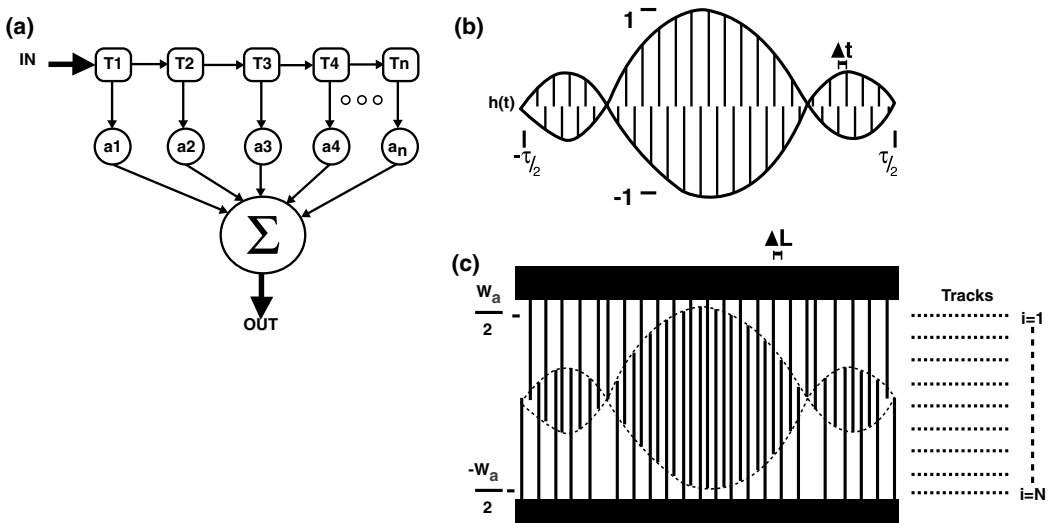 (a)
IN
T1 T2 T3 T4 Tn
a1 a2 a3 a4 an
Σ
OUT
(b)
1
Δt
h(t)
-τ/2
τ/2
-1
(c)
ΔL
Wa
2
-Wa
2
Tracks
i=1
i=N